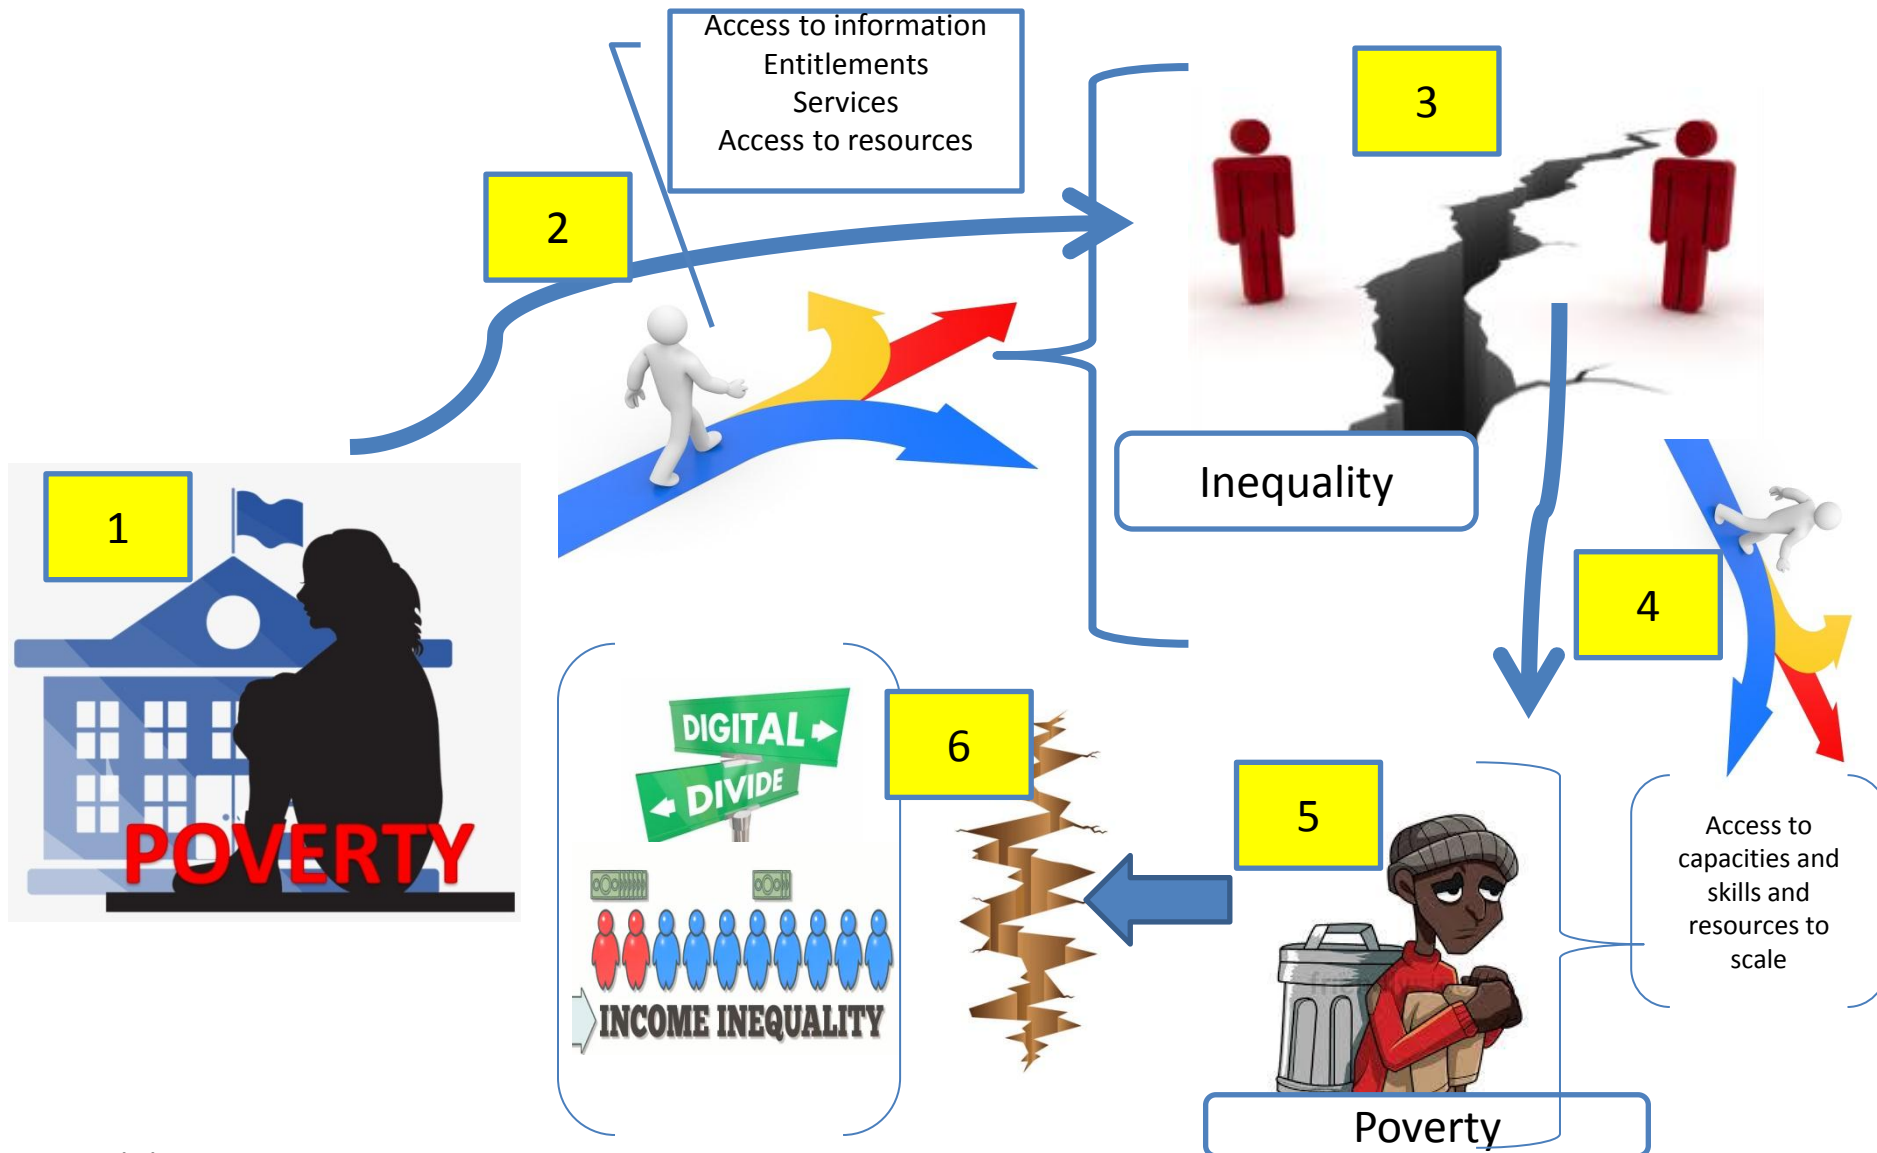 Access to information
Entitlements
Services
Access to resources
3
2
1
Inequality
4
POVERTY
DIGITAL
DIVIDE
6
5
Access to
capacities and
skills and
resources to
scale
INCOME INEQUALITY
Poverty